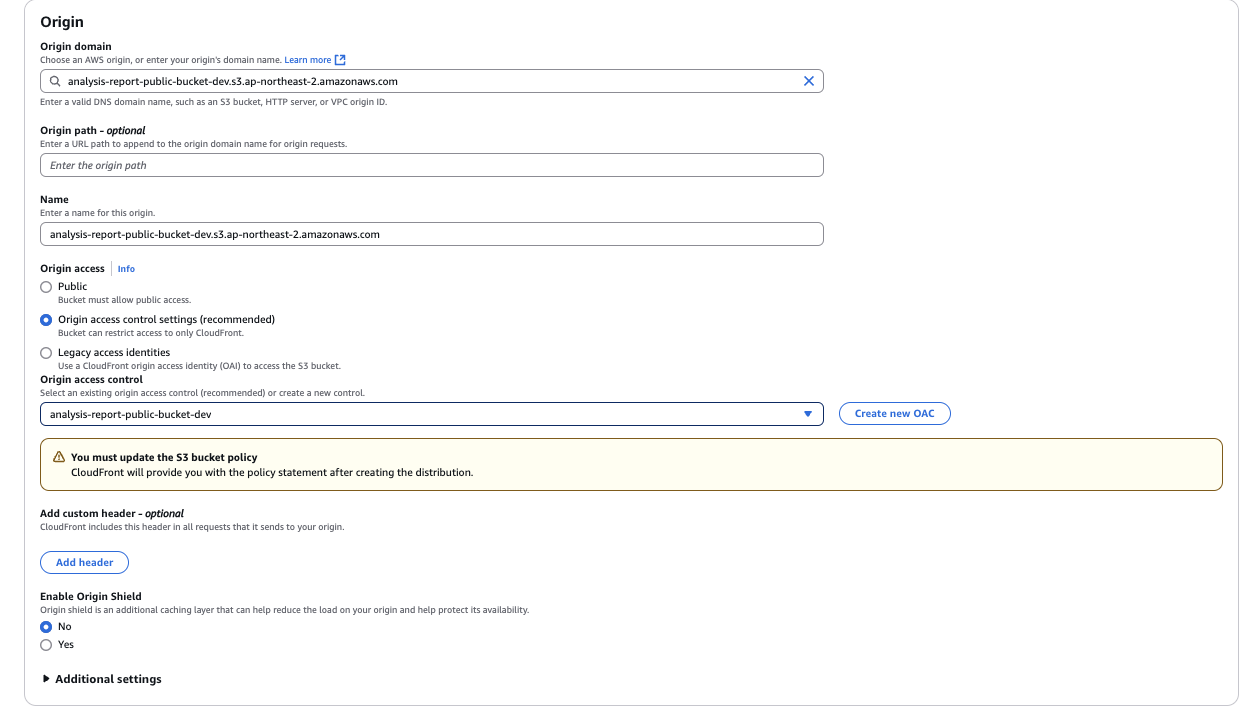 Origin
Origin domain
Choose an AWS origin, or enter your origin's domain name. Learn more
analysis-report-public-bucket-dev.s3.ap-northeast-2.amazonaws.com
Enter a valid DNS domain name, such as an S3 bucket, HTTP server, or VPC origin ID.
Origin path - optional
Enter a URL path to append to the origin domain name for origin requests.
Enter the origin path
Name
Enter a name for this origin.
analysis-report-public-bucket-dev.s3.ap-northeast-2.amazonaws.com
Origin access Info
Public
Bucket must allow public access.
Origin access control settings (recommended)
Bucket can restrict access to only CloudFront.
Legacy access identities
Use a CloudFront origin access identity (OAI) to access the S3 bucket.
Origin access control
Select an existing origin access control (recommended) or create a new control.
analysis-report-public-bucket-dev Create new OAC
You must update the S3 bucket policy
CloudFront will provide you with the policy statement after creating the distribution.
Add custom header - optional
CloudFront includes this header in all requests that it sends to your origin.
Add header
Enable Origin Shield
Origin shield is an additional caching layer that can help reduce the load on your origin and help protect its availability.
No
Yes
Additional settings